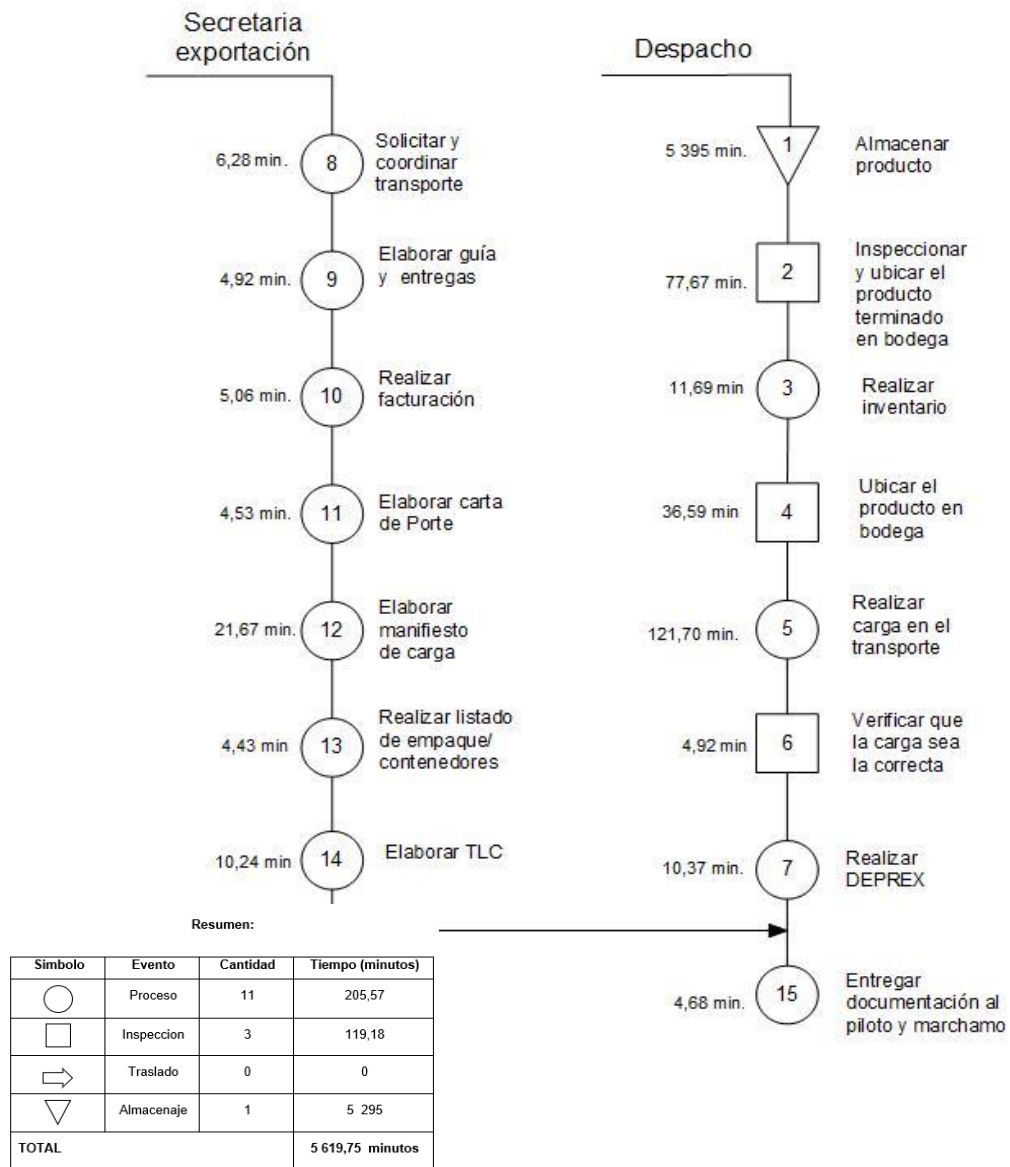 Secretaria
exportación
6,28 min.
8
Solicitar y
coordinar
transporte
4,92 min.
9
Elaborar guía
y entregas
5,06 min.
10
Realizar
facturación
4,53 min.
11
Elaborar carta
de Porte
21,67 min.
12
Elaborar
manifiesto
de carga
4,43 min
13
Realizar listado
de empaque/
contenedores
10,24 min
14
Elaborar TLC
Despacho
5 395 min.
1
Almacenar
producto
77,67 min.
2
Inspeccionar
y ubicar el
producto
terminado
en bodega
11,69 min
3
Realizar
inventario
36,59 min
4
Ubicar el
producto en
bodega
121,70 min.
5
Realizar
carga en el
transporte
4,92 min
6
Verificar que
la carga sea
la correcta
10,37 min.
7
Realizar
DEPREX
4,68 min.
15
Entregar
documentación al
piloto y marchamo
Resumen:
Simbolo Evento Cantidad Tiempo (minutos)
Proceso 11 205,57
Inspeccion 3 119,18
Traslado 0 0
Almacenaje 1 5 295
TOTAL 5 619,75 minutos